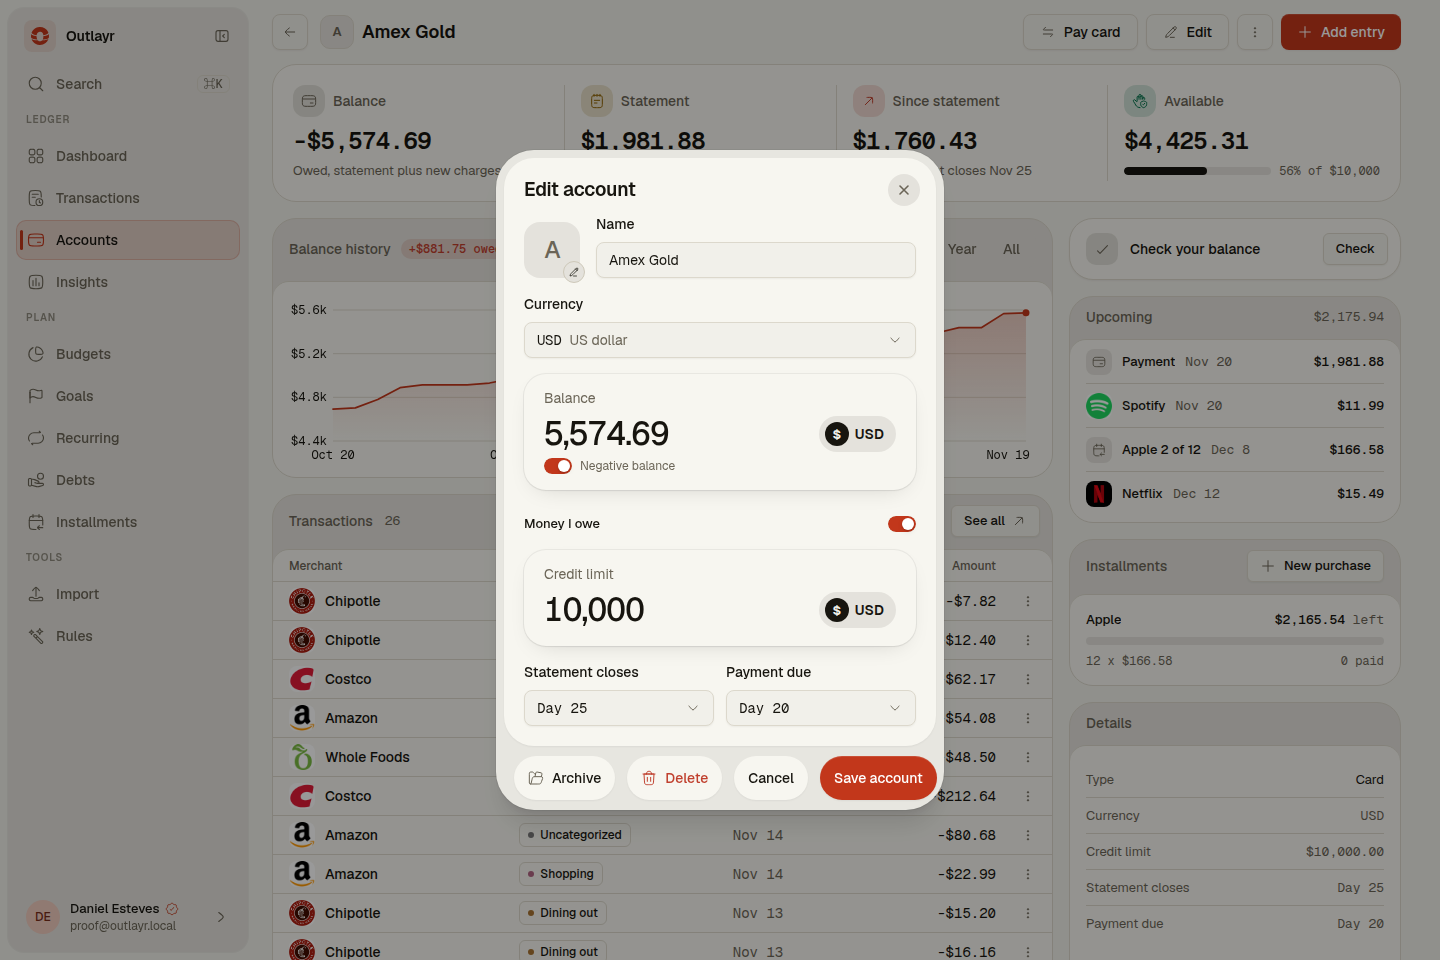 Outlayr
Search
⌘K
LEDGER
Dashboard
Transactions
Accounts
Insights
PLAN
Budgets
Goals
Recurring
Debts
Installments
TOOLS
Import
Rules
DE
Daniel Esteves
proof@outlayr.local
A
Amex Gold
Pay card
Edit
Add entry
Balance
-$5,574.69
Owed, statement plus new charges
Statement
$1,981.88
Since statement
$1,760.43
closes Nov 25
Available
$4,425.31
56% of $10,000
Balance history
+$881.75
Year
All
$5.6k
$5.2k
$4.8k
$4.4k
Oct 20
Nov 19
Transactions 26
See all
Merchant
Amount
Chipotle
-$7.82
Chipotle
$12.40
Costco
$62.17
Amazon
$54.08
Whole Foods
$48.50
Costco
-$212.64
Amazon
Uncategorized
Nov 14
-$80.68
Amazon
Shopping
Nov 14
-$22.99
Chipotle
Dining out
Nov 13
-$15.20
Chipotle
Dining out
Nov 13
-$16.16
Edit account
A
Name
Amex Gold
Currency
USD US dollar
Balance
5,574.69
$ USD
Negative balance
Money I owe
Credit limit
10,000
$ USD
Statement closes
Day 25
Payment due
Day 20
Archive
Delete
Cancel
Save account
Check your balance
Check
Upcoming
$2,175.94
Payment Nov 20
$1,981.88
Spotify Nov 20
$11.99
Apple 2 of 12 Dec 8
$166.58
Netflix Dec 12
$15.49
Installments
New purchase
Apple
$2,165.54 left
12 x $166.58
0 paid
Details
Type
Card
Currency
USD
Credit limit
$10,000.00
Statement closes
Day 25
Payment due
Day 20